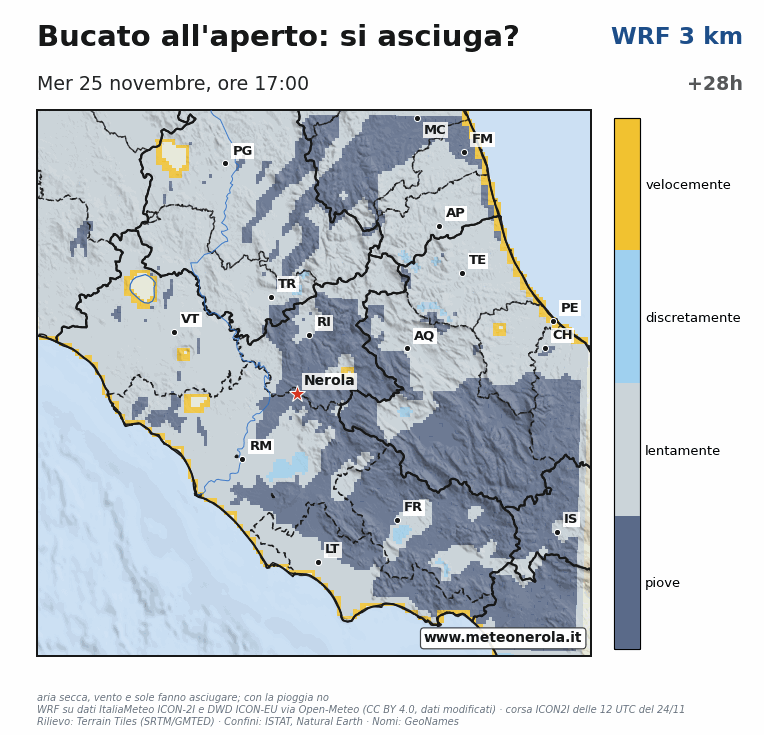 Bucato all'aperto: si asciuga?
WRF 3 km
Mer 25 novembre, ore 17:00
+28h
MC
FM
PG
AP
TE
TR
PE
VT
RI
AQ
CH
Nerola
RM
FR
IS
LT
www.meteonerola.it
velocemente
discretamente
lentamente
piove
aria secca, vento e sole fanno asciugare; con la pioggia no
WRF su dati ItaliaMeteo ICON-2I e DWD ICON-EU via Open-Meteo (CC BY 4.0, dati modificati) · corsa ICON2I delle 12 UTC del 24/11
Rilievo: Terrain Tiles (SRTM/GMTED) · Confini: ISTAT, Natural Earth · Nomi: GeoNames